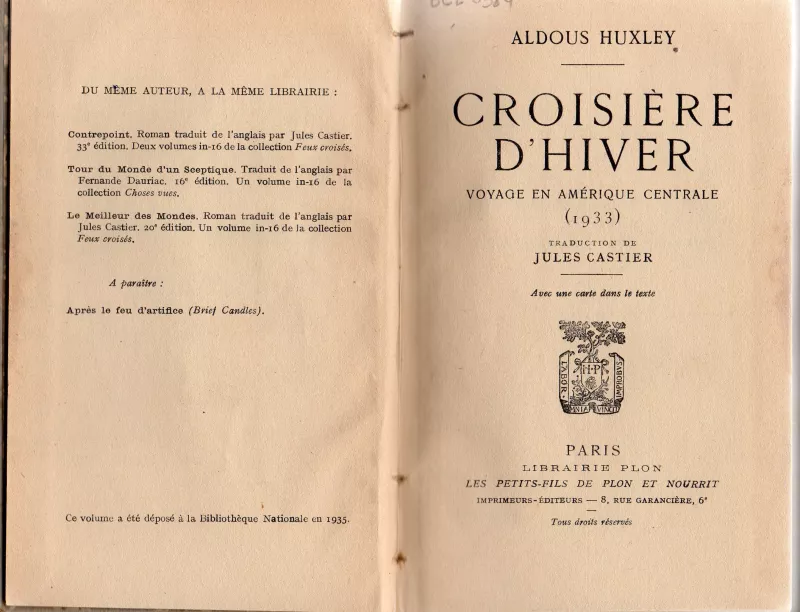 DU MÊME AUTEUR, A LA MÊME LIBRAIRIE :
Contrepoint. Roman traduit de l'anglais par Jules Castier.
33e édition. Deux volumes in-16 de la collection Feux croisés.
Tour du Monde d'un Sceptique. Traduit de l'anglais par
Fernande Dauriac. 16e édition. Un volume in-16 de la
collection Choses vues.
Le Meilleur des Mondes. Roman traduit de l'anglais par
Jules Castier. 20e édition. Un volume in-16 de la collection
Feux croisés.
A paraître :
Après le feu d'artifice (Brief Candles).
Ce volume a été déposé à la Bibliothèque Nationale en 1935.
ALDOUS HUXLEY
CROISIÈRE
D'HIVER
VOYAGE EN AMÉRIQUE CENTRALE
(1933)
TRADUCTION DE
JULES CASTIER
Avec une carte dans le texte
LABOR
H·P
IMPROBUS
OMNIA VINCIT
PARIS
LIBRAIRIE PLON
LES PETITS-FILS DE PLON ET NOURRIT
IMPRIMEURS-ÉDITEURS — 8, RUE GARANCIÈRE, 6e
Tous droits réservés